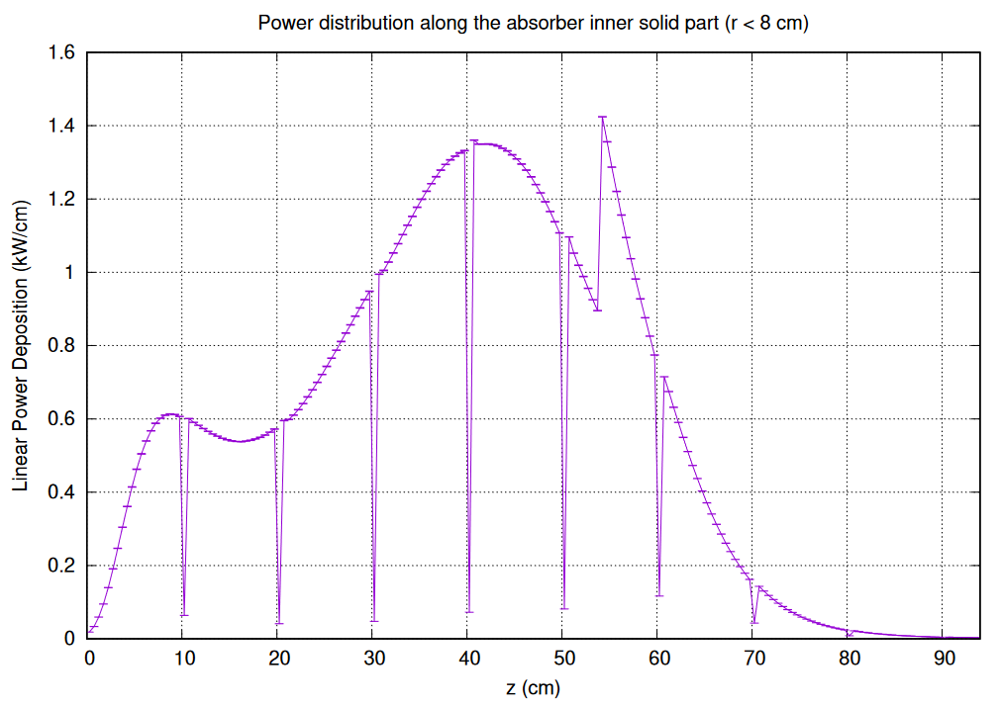 Power distribution along the absorber inner solid part (r < 8 cm)
1.6
1.4
1.2
1
0.8
0.6
0.4
0.2
0
Linear Power Deposition (kW/cm)
0 10 20 30 40 50 60 70 80 90
z (cm)